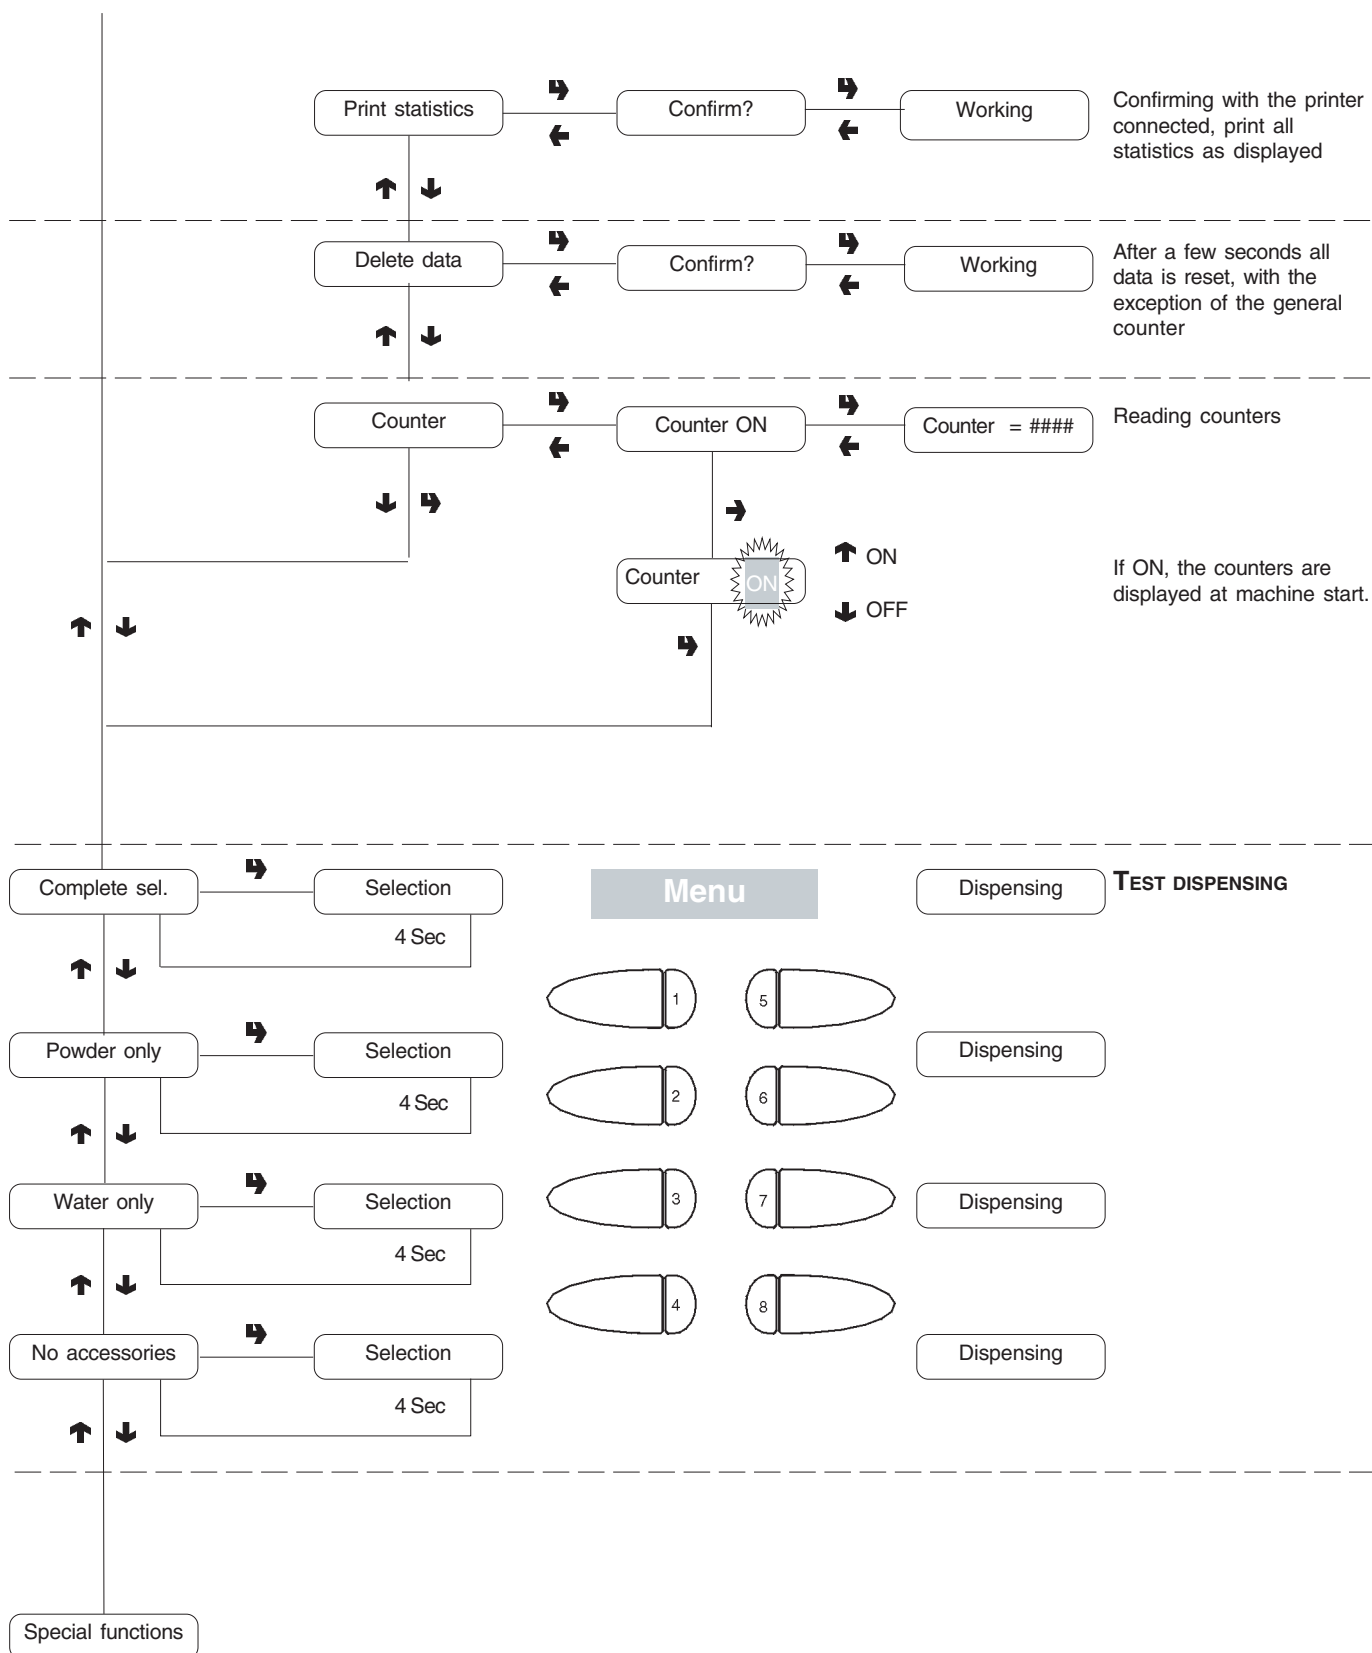 Print statistics
Confirm?
Working
Confirming with the printer
connected, print all
statistics as displayed
Delete data
Confirm?
Working
After a few seconds all
data is reset, with the
exception of the general
counter
Counter
Counter ON
Counter = ####
Reading counters
Counter ON
ON
OFF
If ON, the counters are
displayed at machine start.
Complete sel.
Selection
4 Sec
Menu
Dispensing
TEST DISPENSING
1
5
Powder only
Selection
4 Sec
Dispensing
2
6
Water only
Selection
4 Sec
3
7
Dispensing
4
8
No accessories
Selection
4 Sec
Dispensing
Special functions